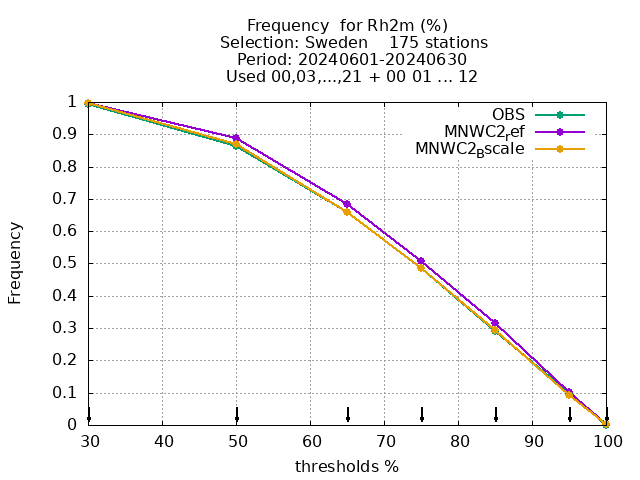 Frequency  for Rh2m (%)
Selection: Sweden    175 stations
Period: 20240601-20240630
Used 00,03,...,21 + 00 01 ... 12
OBS
MNWC2ref
MNWC2Bscale
1
0.9
0.8
0.7
0.6
0.5
0.4
0.3
0.2
0.1
0
Frequency
30 40 50 60 70 80 90 100
thresholds %